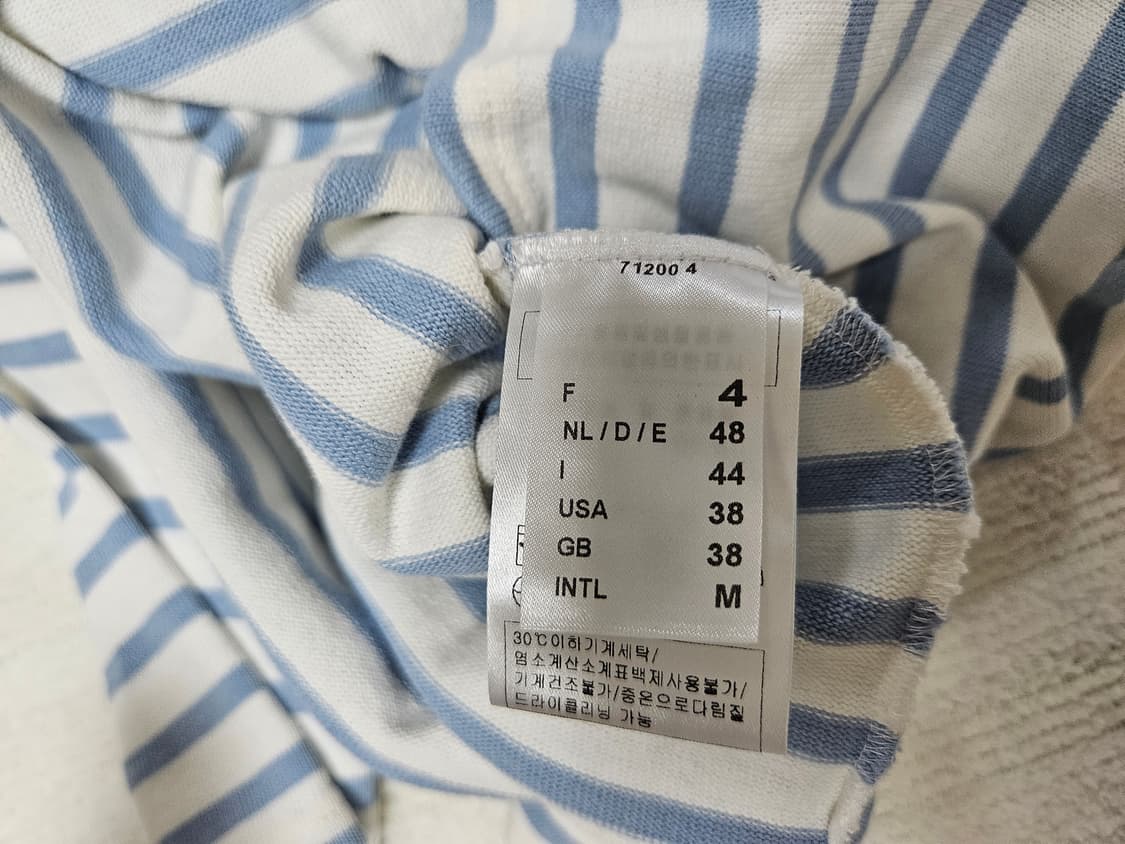 71200 4
F 4
NL / D / E 48
I 44
USA 38
GB 38
INTL M
30℃이하기계세탁/
염소계산소계표백제사용불가/
기계건조불가/중온으로다림질
드라이클리닝 가능